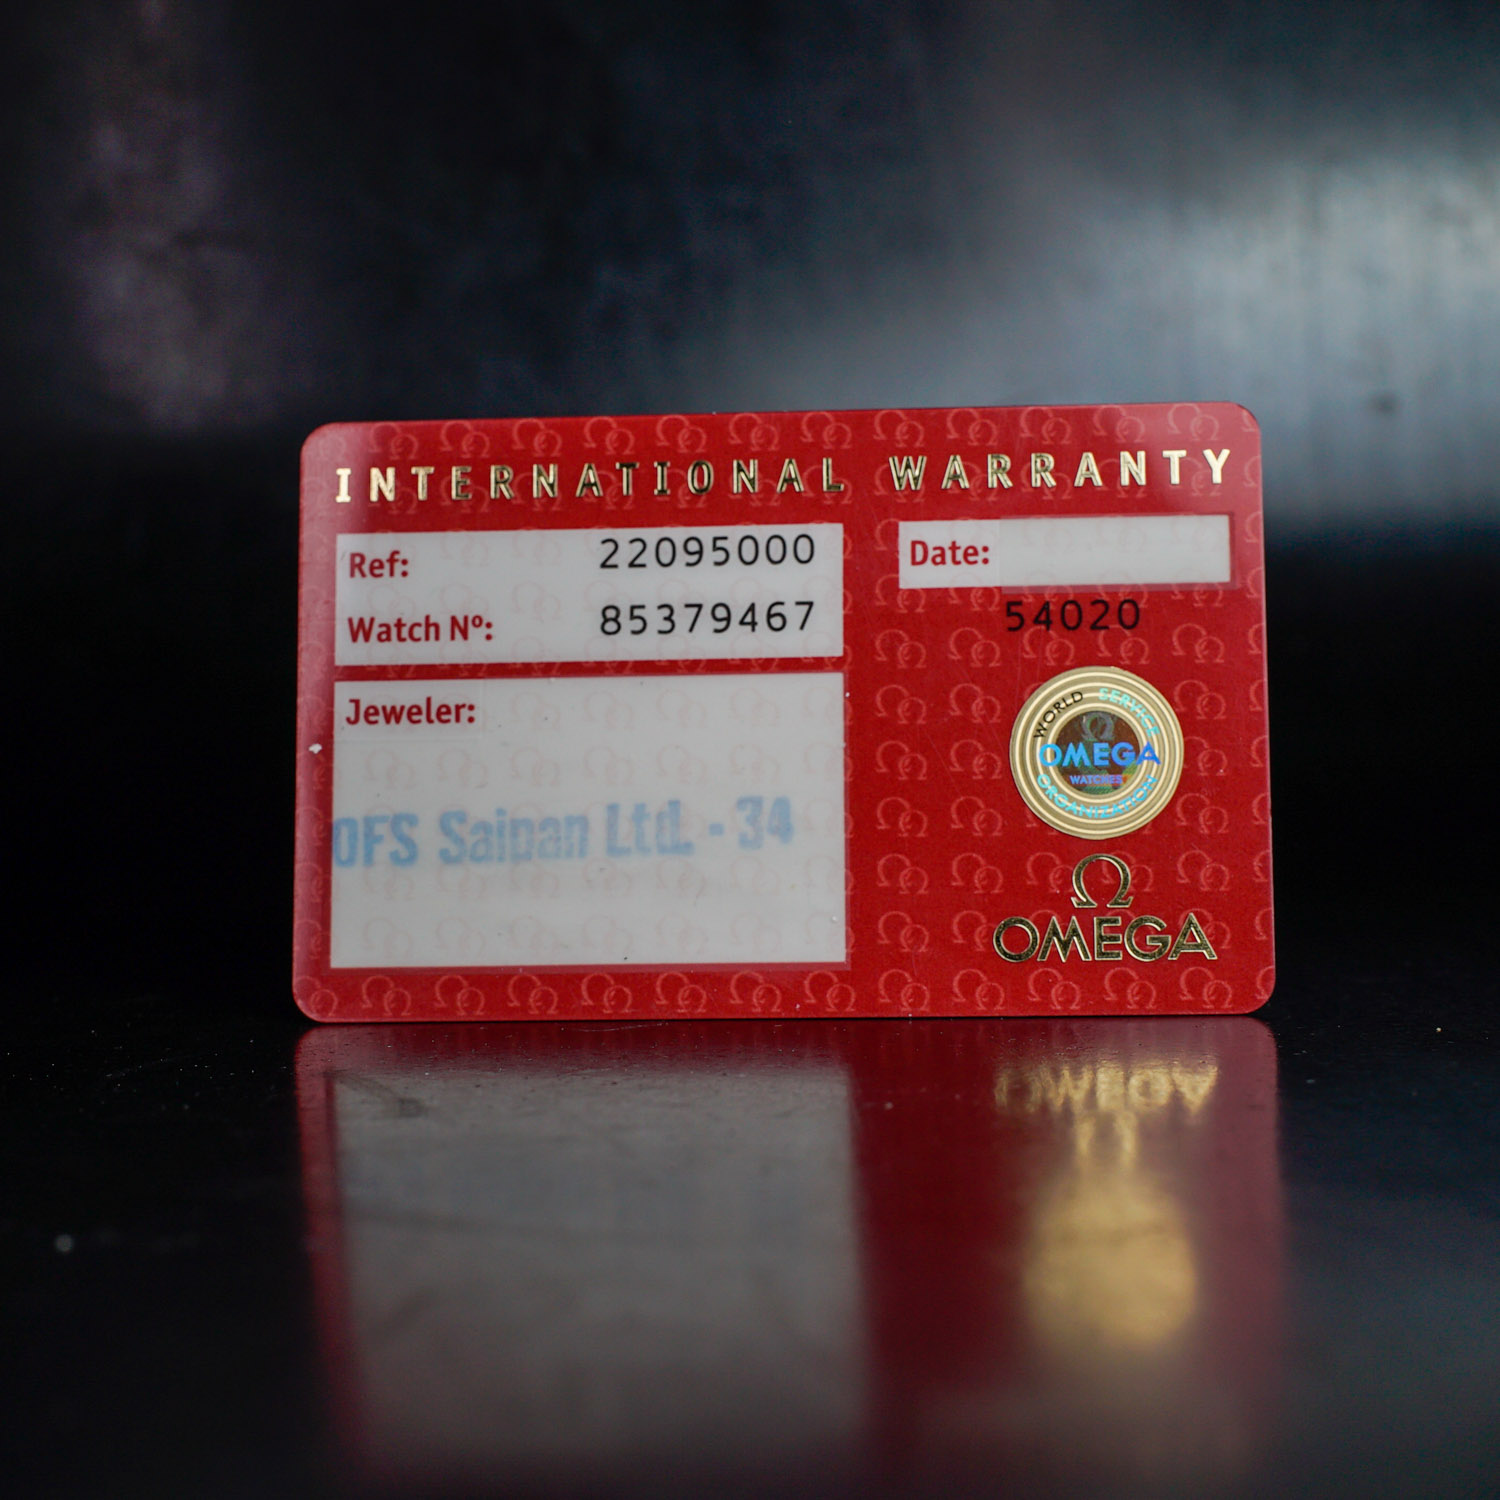 INTERNATIONAL WARRANTY
Ref: 22095000
Watch Nº: 85379467
Date:
54020
Jeweler:
DFS Saipan Ltd. - 34
WORLD SERVICE
Ω
OMEGA
WATCHES
ORGANIZATION
Ω
OMEGA